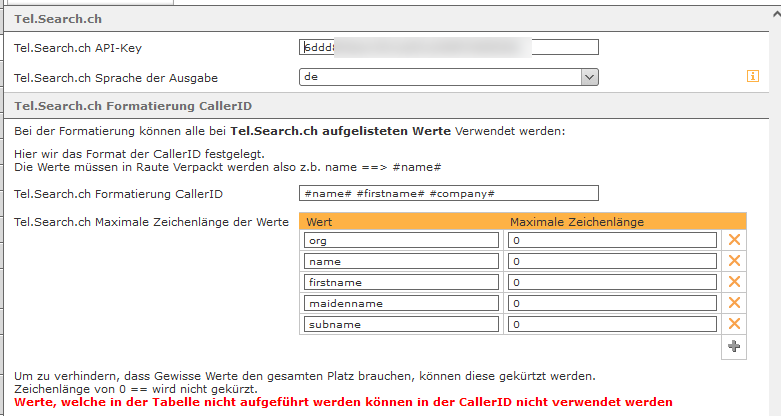 Tel.Search.ch
Tel.Search.ch API-Key
Tel.Search.ch Sprache der Ausgabe de
Tel.Search.ch Formatierung CallerID
Bei der Formatierung können alle bei Tel.Search.ch aufgelisteten Werte Verwendet werden:
Hier wir das Format der CallerID festgelegt.
Die Werte müssen in Raute Verpackt werden also z.b. name ==> #name#
Tel.Search.ch Formatierung CallerID #name# #firstname# #company#
Tel.Search.ch Maximale Zeichenlänge der Werte Wert Maximale Zeichenlänge
org 0
name 0
firstname 0
maidenname 0
subname 0
Um zu verhindern, dass Gewisse Werte den gesamten Platz brauchen, können diese gekürtzt werden.
Zeichenlänge von 0 == wird nicht gekürzt.
Werte, welche in der Tabelle nicht aufgeführt werden können in der CallerID nicht verwendet werden